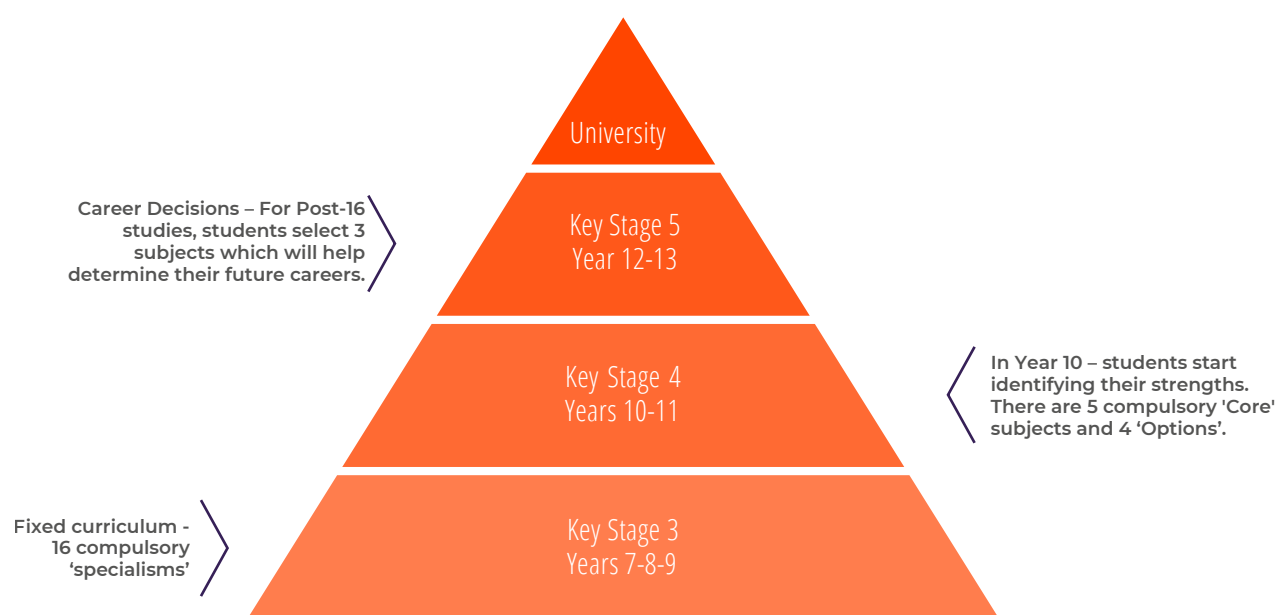 University
Career Decisions – For Post-16
studies, students select 3
subjects which will help
determine their future careers.
Key Stage 5
Year 12-13
Key Stage 4
Years 10-11
In Year 10 – students start
identifying their strengths.
There are 5 compulsory 'Core'
subjects and 4 ‘Options’.
Fixed curriculum -
16 compulsory
‘specialisms’
Key Stage 3
Years 7-8-9